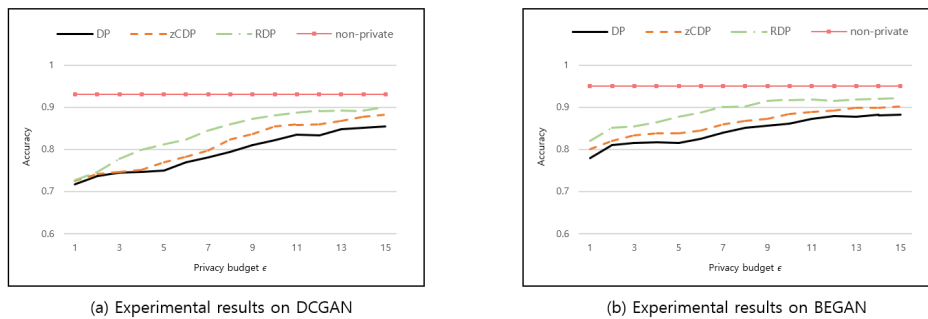 DP zCDP RDP non-private
1
0.9
0.8
0.7
0.6
Accuracy
1 3 5 7 9 11 13 15
Privacy budget ϵ
(a) Experimental results on DCGAN
DP zCDP RDP non-private
1
0.9
0.8
0.7
0.6
Accuracy
1 3 5 7 9 11 13 15
Privacy budget ϵ
(b) Experimental results on BEGAN